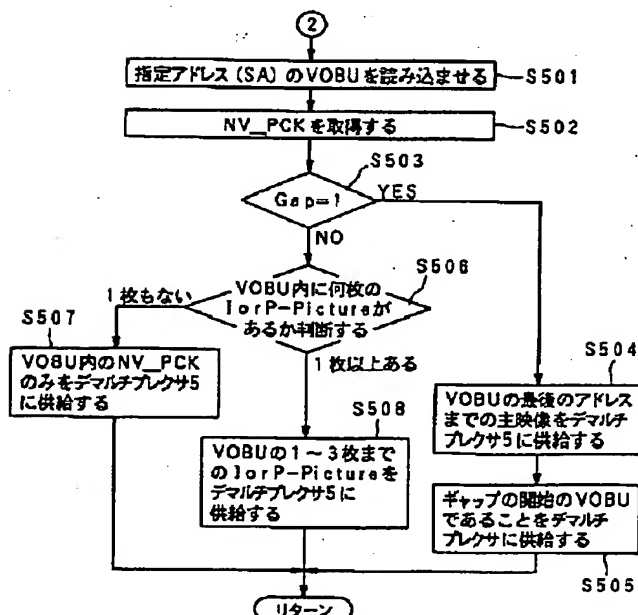 2
指定アドレス(SA)のVOBUを読み込ませる
S501
NV_PCKを取得する
S502
S503
Gap=1
YES
NO
S506
VOBU内に何枚の
IorP-Pictureが
あるか判断する
1枚もない
S507
1枚以上ある
VOBU内のNV_PCK
のみをデマルチプレクサ5
に供給する
S508
VOBUの1~3枚まで
のIorP-Pictureを
デマルチプレクサ5に
供給する
S504
VOBUの最後のアドレス
までの主映像をデマルチ
プレクサ5に供給する
ギャップの開始のVOBU
であることをデマルチ
プレクサに供給する
S505
リターン